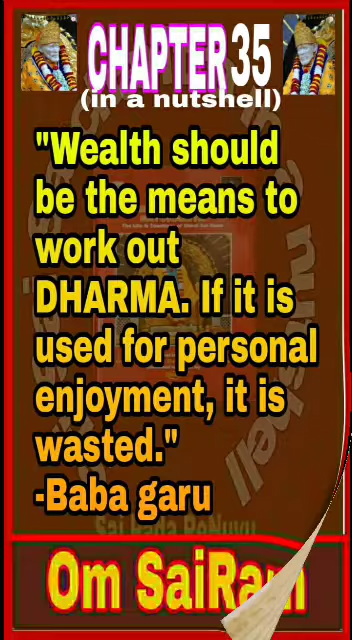 CHAPTER 35
(in a nutshell)
"Wealth should
be the means to
work out
DHARMA. If it is
used for personal
enjoyment, it is
wasted."
-Baba garu
Om SaiRam